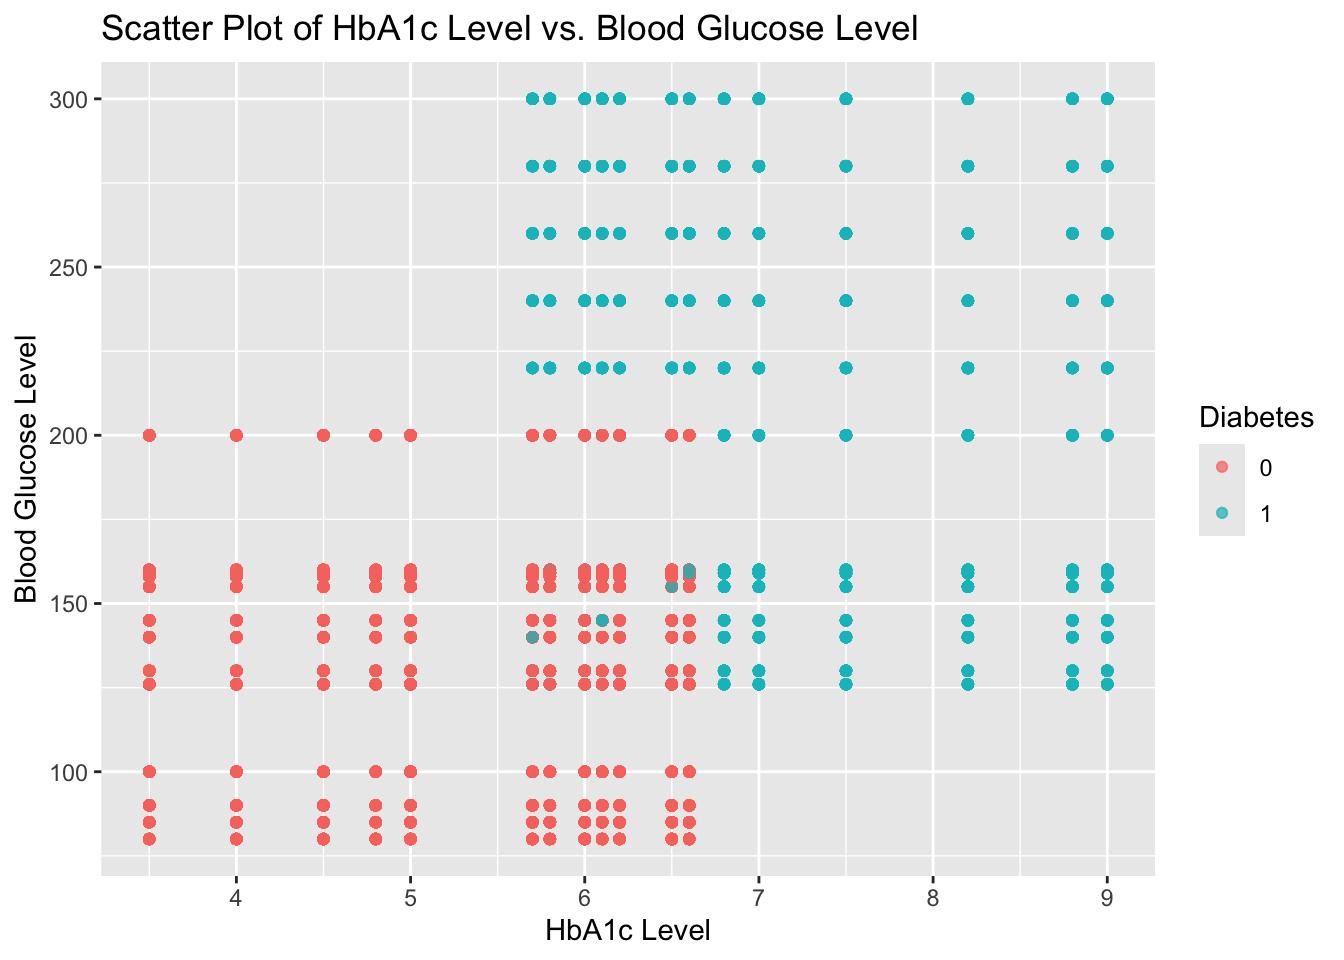 Scatter Plot of HbA1c Level vs. Blood Glucose Level
Blood Glucose Level
300
250
200
150
100
4 5 6 7 8 9
HbA1c Level
Diabetes
0
1